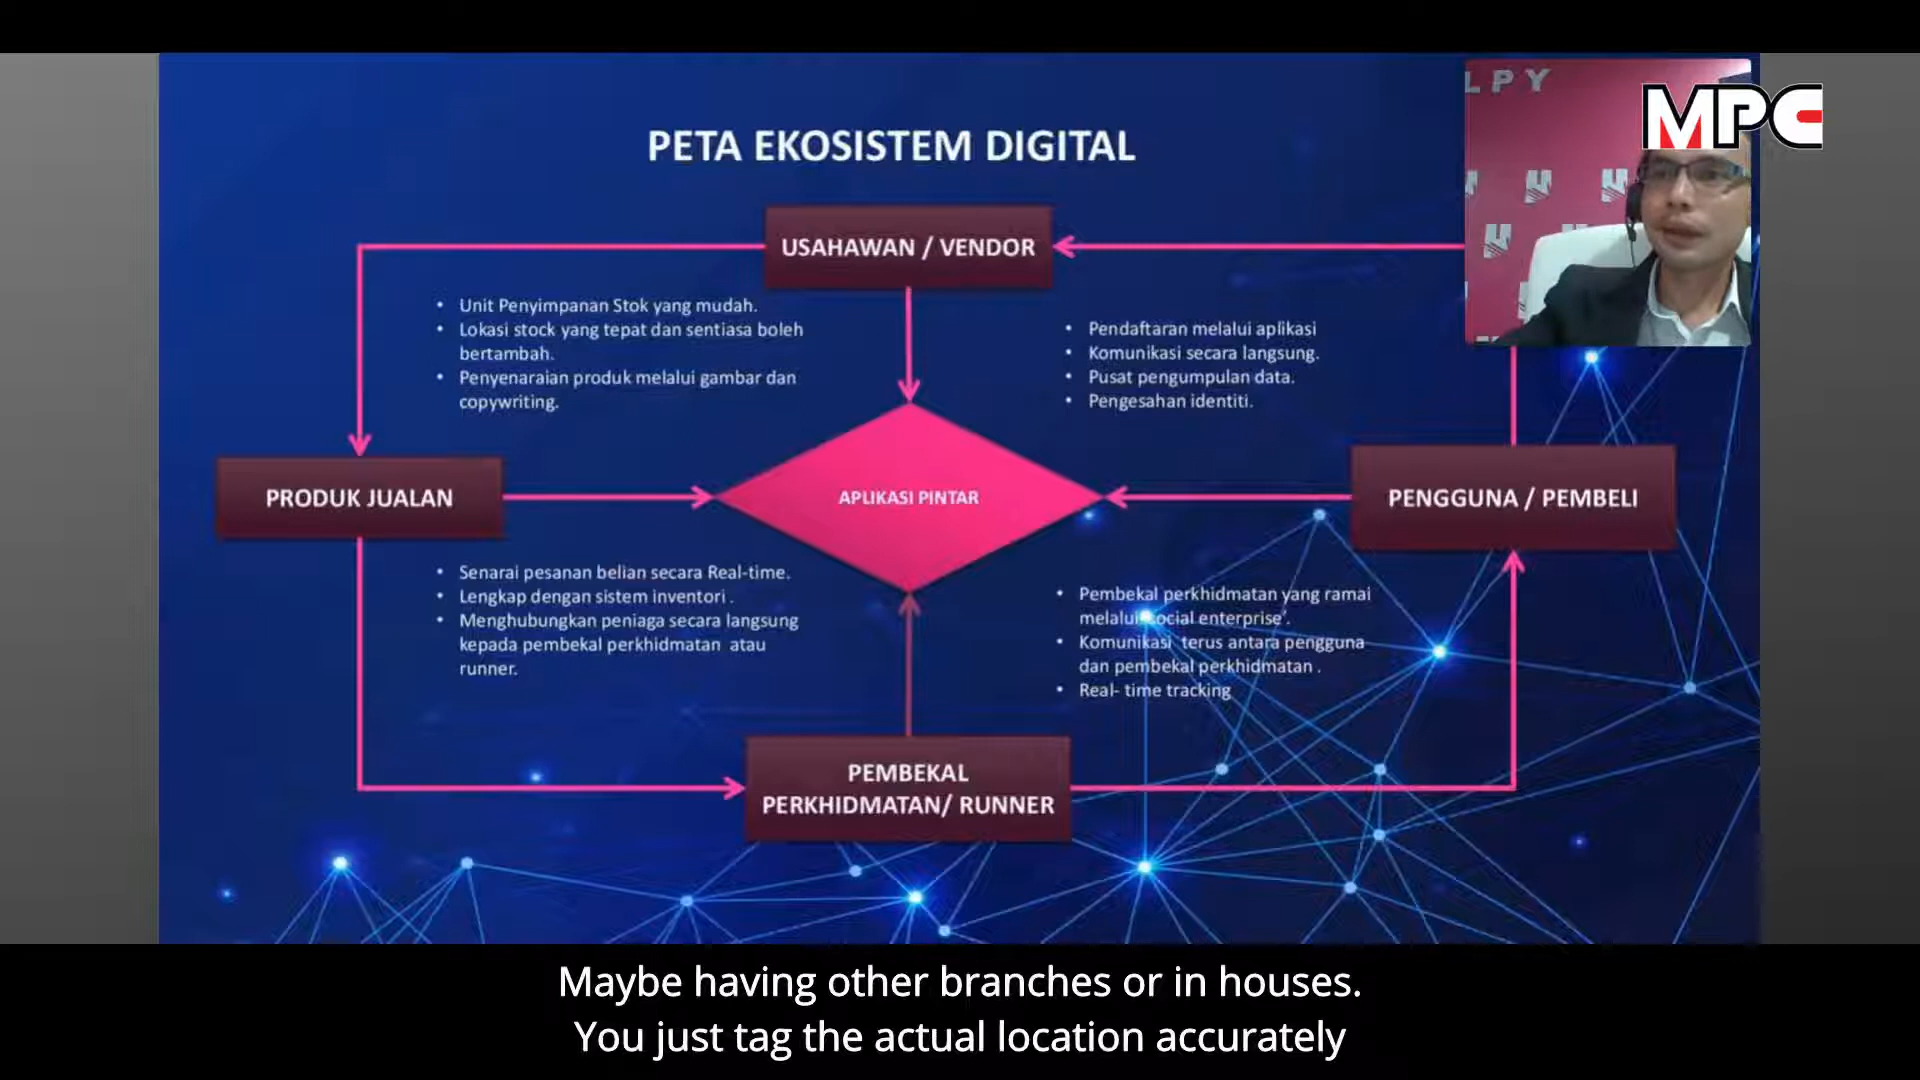 LPY
MPC
PETA EKOSISTEM DIGITAL
USAHAWAN / VENDOR
• Unit Penyimpanan Stok yang mudah.
• Lokasi stock yang tepat dan sentiasa boleh
bertambah.
• Penyenaraian produk melalui gambar dan
copywriting.
• Pendaftaran melalui aplikasi
• Komunikasi secara langsung.
• Pusat pengumpulan data.
• Pengesahan identiti.
PRODUK JUALAN
APLIKASI PINTAR
PENGGUNA / PEMBELI
• Senarai pesanan belian secara Real-time.
• Lengkap dengan sistem inventori .
• Menghubungkan peniaga secara langsung
kepada pembekal perkhidmatan atau
runner.
• Pembekal perkhidmatan yang ramai
melalui 'social enterprise'.
• Komunikasi terus antara pengguna
dan pembekal perkhidmatan .
• Real- time tracking
PEMBEKAL
PERKHIDMATAN/ RUNNER
Maybe having other branches or in houses.
You just tag the actual location accurately